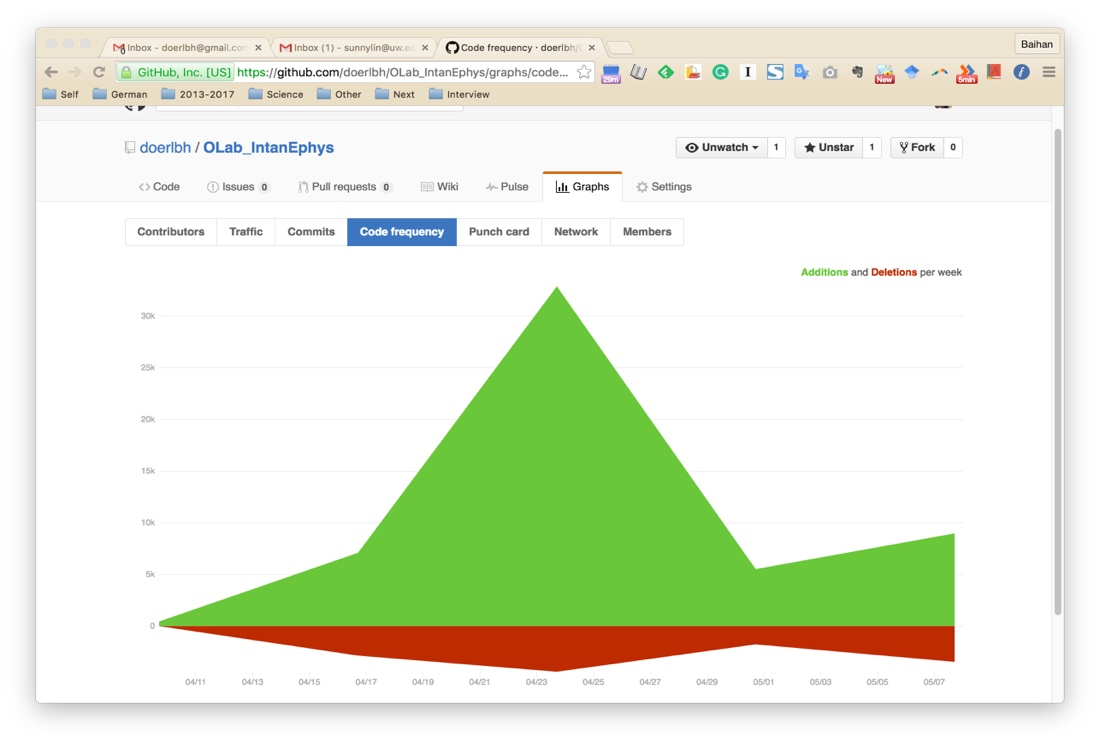 Inbox - doerlbh@gmail.com
Inbox (1) - sunnylin@uw.ed
Code frequency · doerlbh/
Baihan
GitHub, Inc. [US] https://github.com/doerlbh/OLab_IntanEphys/graphs/code...
29m
New
5min
Self German 2013-2017 Science Other Next Interview
doerlbh / OLab_IntanEphys
Unwatch 1 Unstar 1 Fork 0
Code Issues 0 Pull requests 0 Wiki Pulse Graphs Settings
Contributors Traffic Commits Code frequency Punch card Network Members
Additions and Deletions per week
30k
25k
20k
15k
10k
5k
0
04/11 04/13 04/15 04/17 04/19 04/21 04/23 04/25 04/27 04/29 05/01 05/03 05/05 05/07